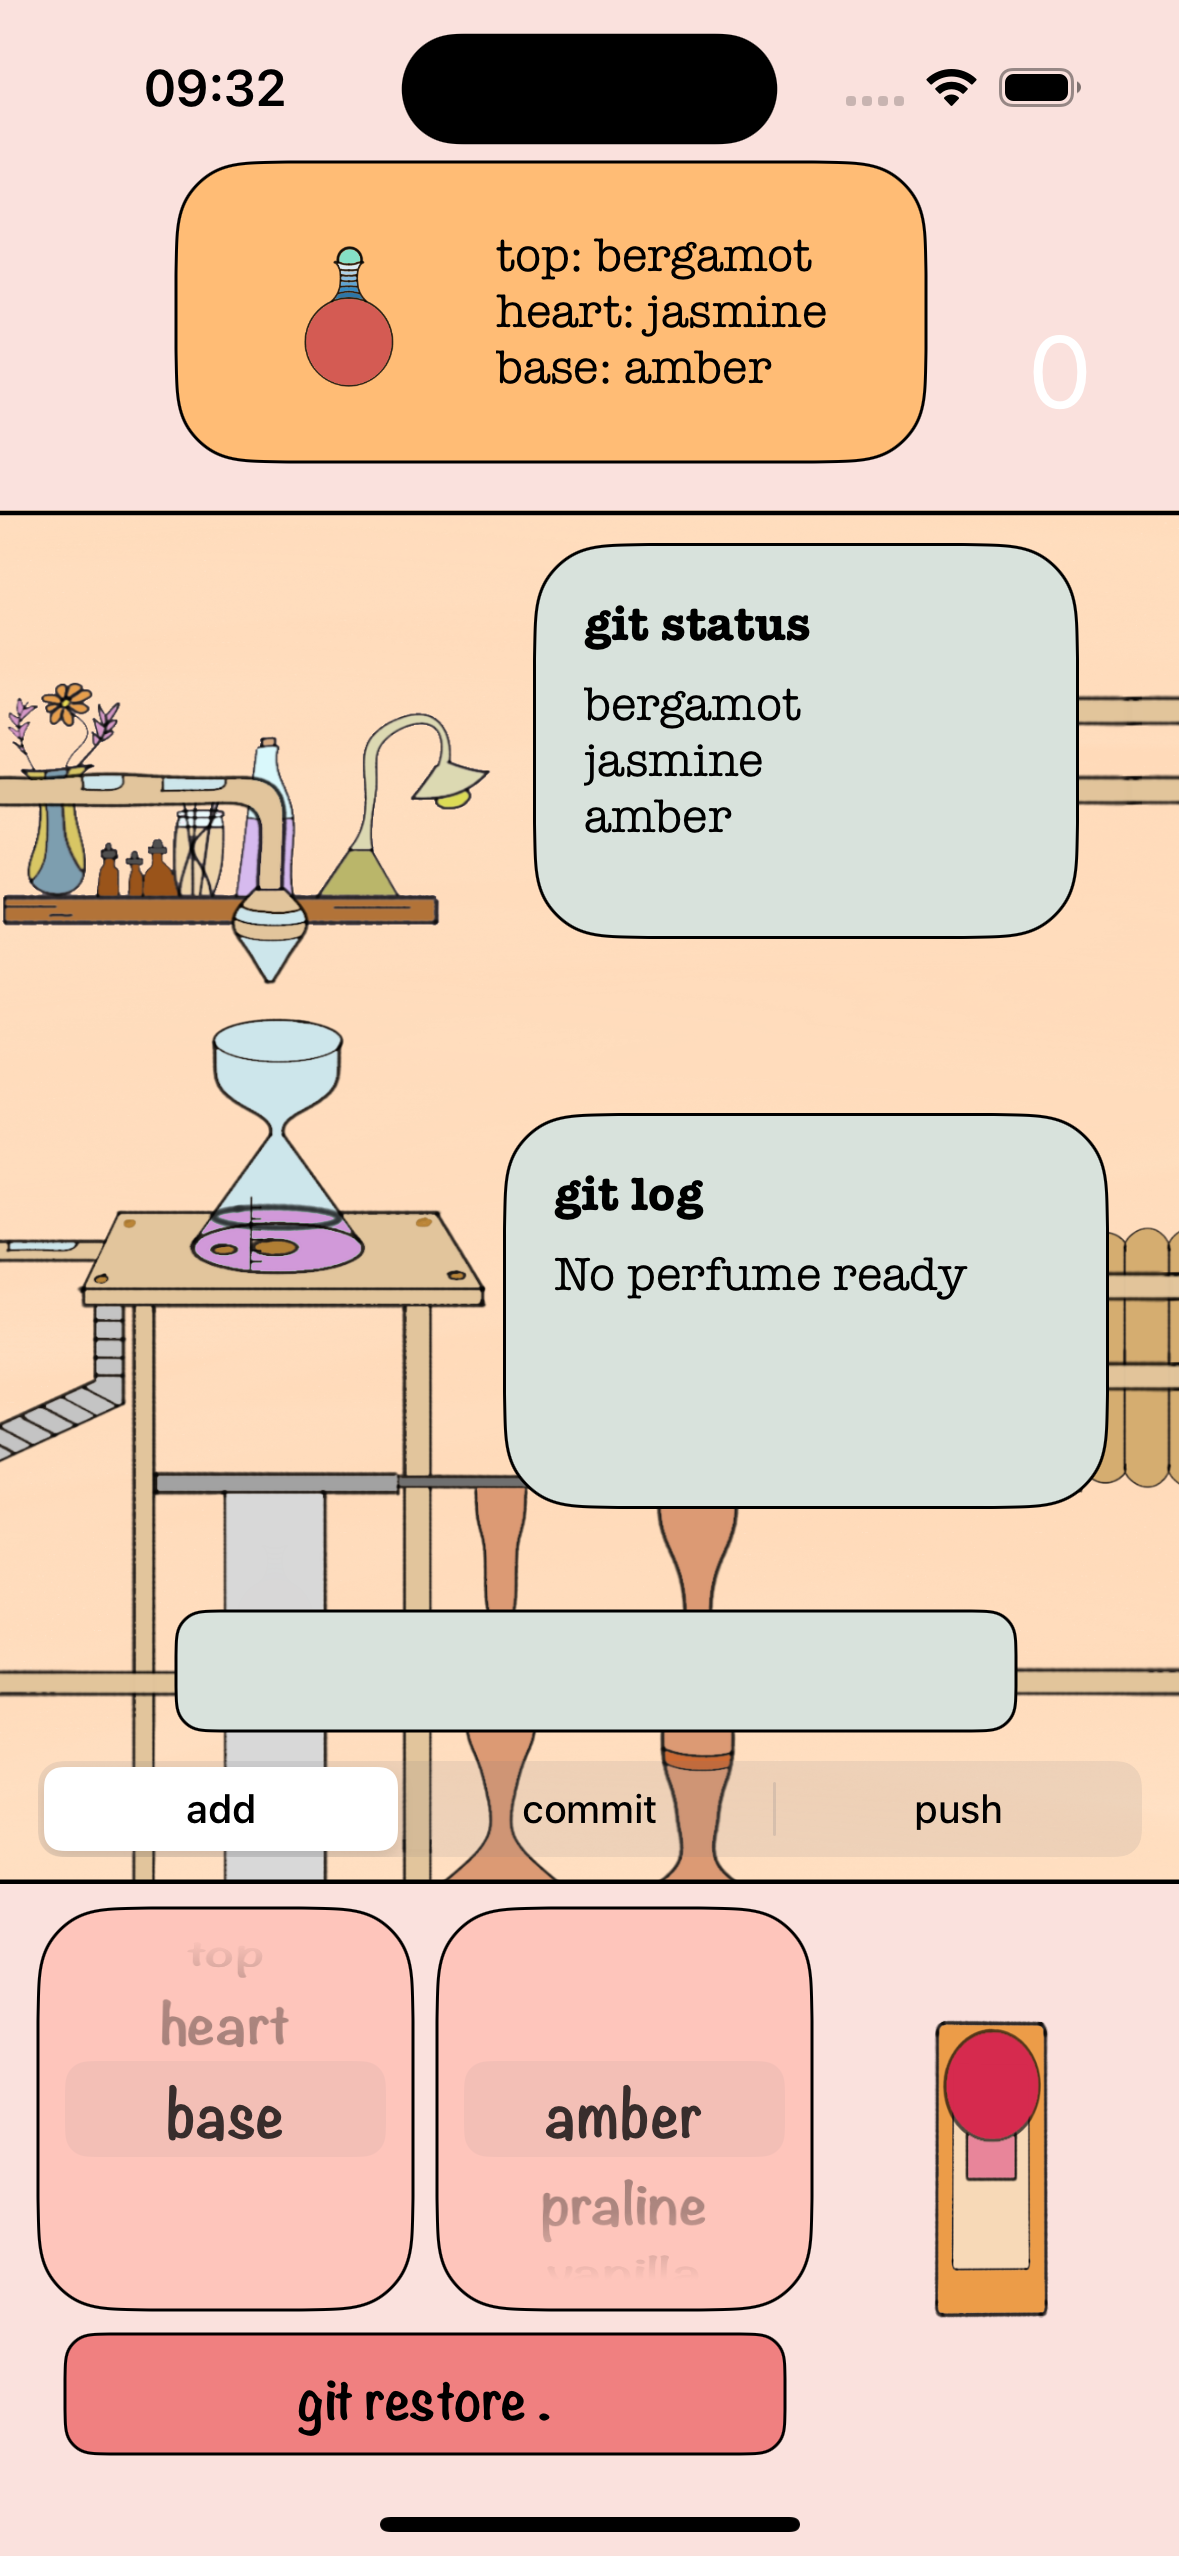 09:32
top: bergamot
heart: jasmine
base: amber
0
git status
bergamot
jasmine
amber
git log
No perfume ready
add commit push
top
heart
base
amber
praline
vanilla
git restore .